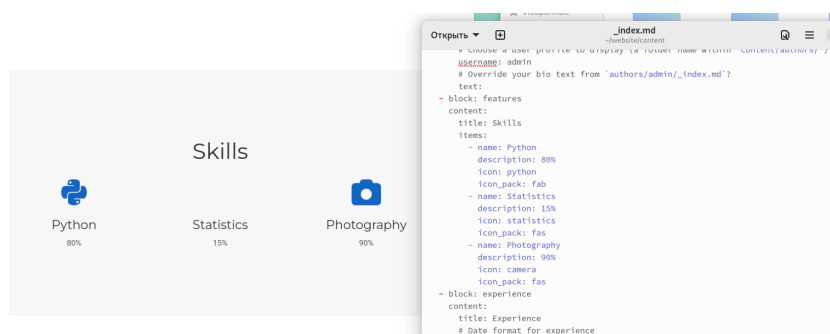 Skills
Python
80%
Statistics
15%
Photography
90%
Открыть
_index.md
~/website/content
# Choose a user profile to display (a folder name within `content/authors/`)
username: admin
# Override your bio text from `authors/admin/_index.md`?
text:
- block: features
content:
title: Skills
items:
- name: Python
description: 80%
icon: python
icon_pack: fab
- name: Statistics
description: 15%
icon: statistics
icon_pack: fas
- name: Photography
description: 90%
icon: camera
icon_pack: fas
- block: experience
content:
title: Experience
# Date format for experience